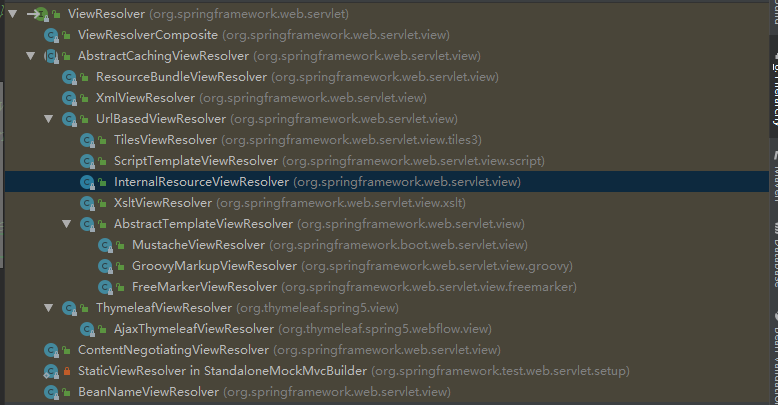 ViewResolver (org.springframework.web.servlet)
ViewResolverComposite (org.springframework.web.servlet.view)
AbstractCachingViewResolver (org.springframework.web.servlet.view)
ResourceBundleViewResolver (org.springframework.web.servlet.view)
XmlViewResolver (org.springframework.web.servlet.view)
UrlBasedViewResolver (org.springframework.web.servlet.view)
TilesViewResolver (org.springframework.web.servlet.view.tiles3)
ScriptTemplateViewResolver (org.springframework.web.servlet.view.script)
InternalResourceViewResolver (org.springframework.web.servlet.view)
XsltViewResolver (org.springframework.web.servlet.view.xslt)
AbstractTemplateViewResolver (org.springframework.web.servlet.view)
MustacheViewResolver (org.springframework.boot.web.servlet.view)
GroovyMarkupViewResolver (org.springframework.web.servlet.view.groovy)
FreeMarkerViewResolver (org.springframework.web.servlet.view.freemarker)
ThymeleafViewResolver (org.thymeleaf.spring5.view)
AjaxThymeleafViewResolver (org.thymeleaf.spring5.webflow.view)
ContentNegotiatingViewResolver (org.springframework.web.servlet.view)
StaticViewResolver in StandaloneMockMvcBuilder (org.springframework.test.web.servlet.setup)
BeanNameViewResolver (org.springframework.web.servlet.view)